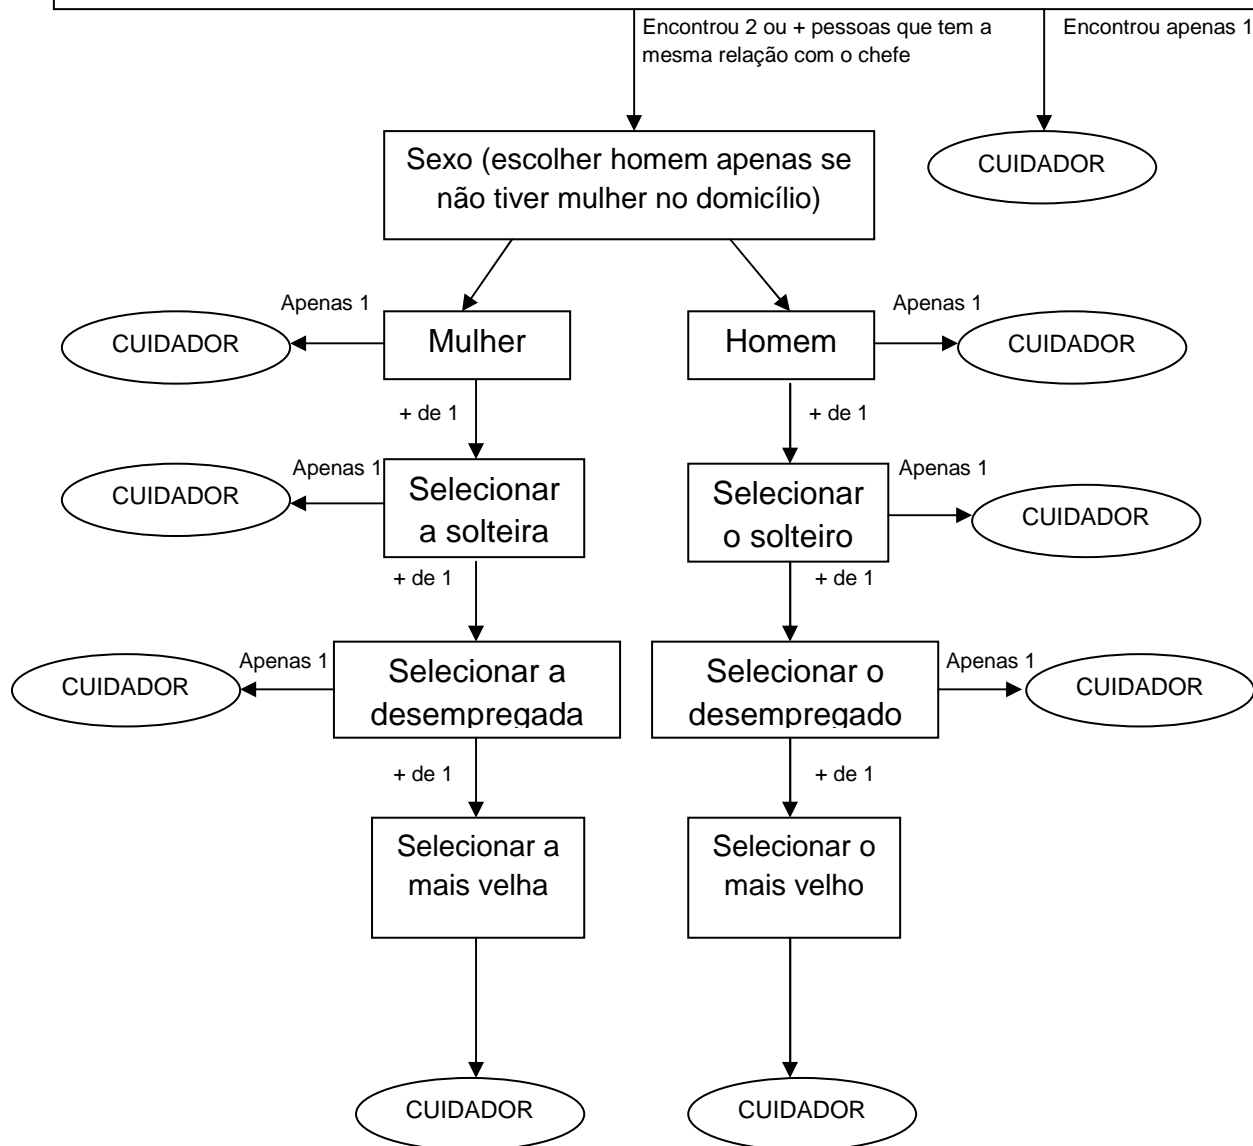 Encontrou 2 ou + pessoas que tem a
mesma relação com o chefe
Encontrou apenas 1
Sexo (escolher homem apenas se
não tiver mulher no domicílio)
CUIDADOR
Apenas 1
Apenas 1
CUIDADOR
Mulher
Homem
CUIDADOR
+ de 1
+ de 1
Apenas 1
Apenas 1
CUIDADOR
Selecionar
a solteira
Selecionar
o solteiro
CUIDADOR
+ de 1
+ de 1
Apenas 1
Apenas 1
CUIDADOR
Selecionar a
desempregada
Selecionar o
desempregado
CUIDADOR
+ de 1
+ de 1
Selecionar a
mais velha
Selecionar o
mais velho
CUIDADOR
CUIDADOR